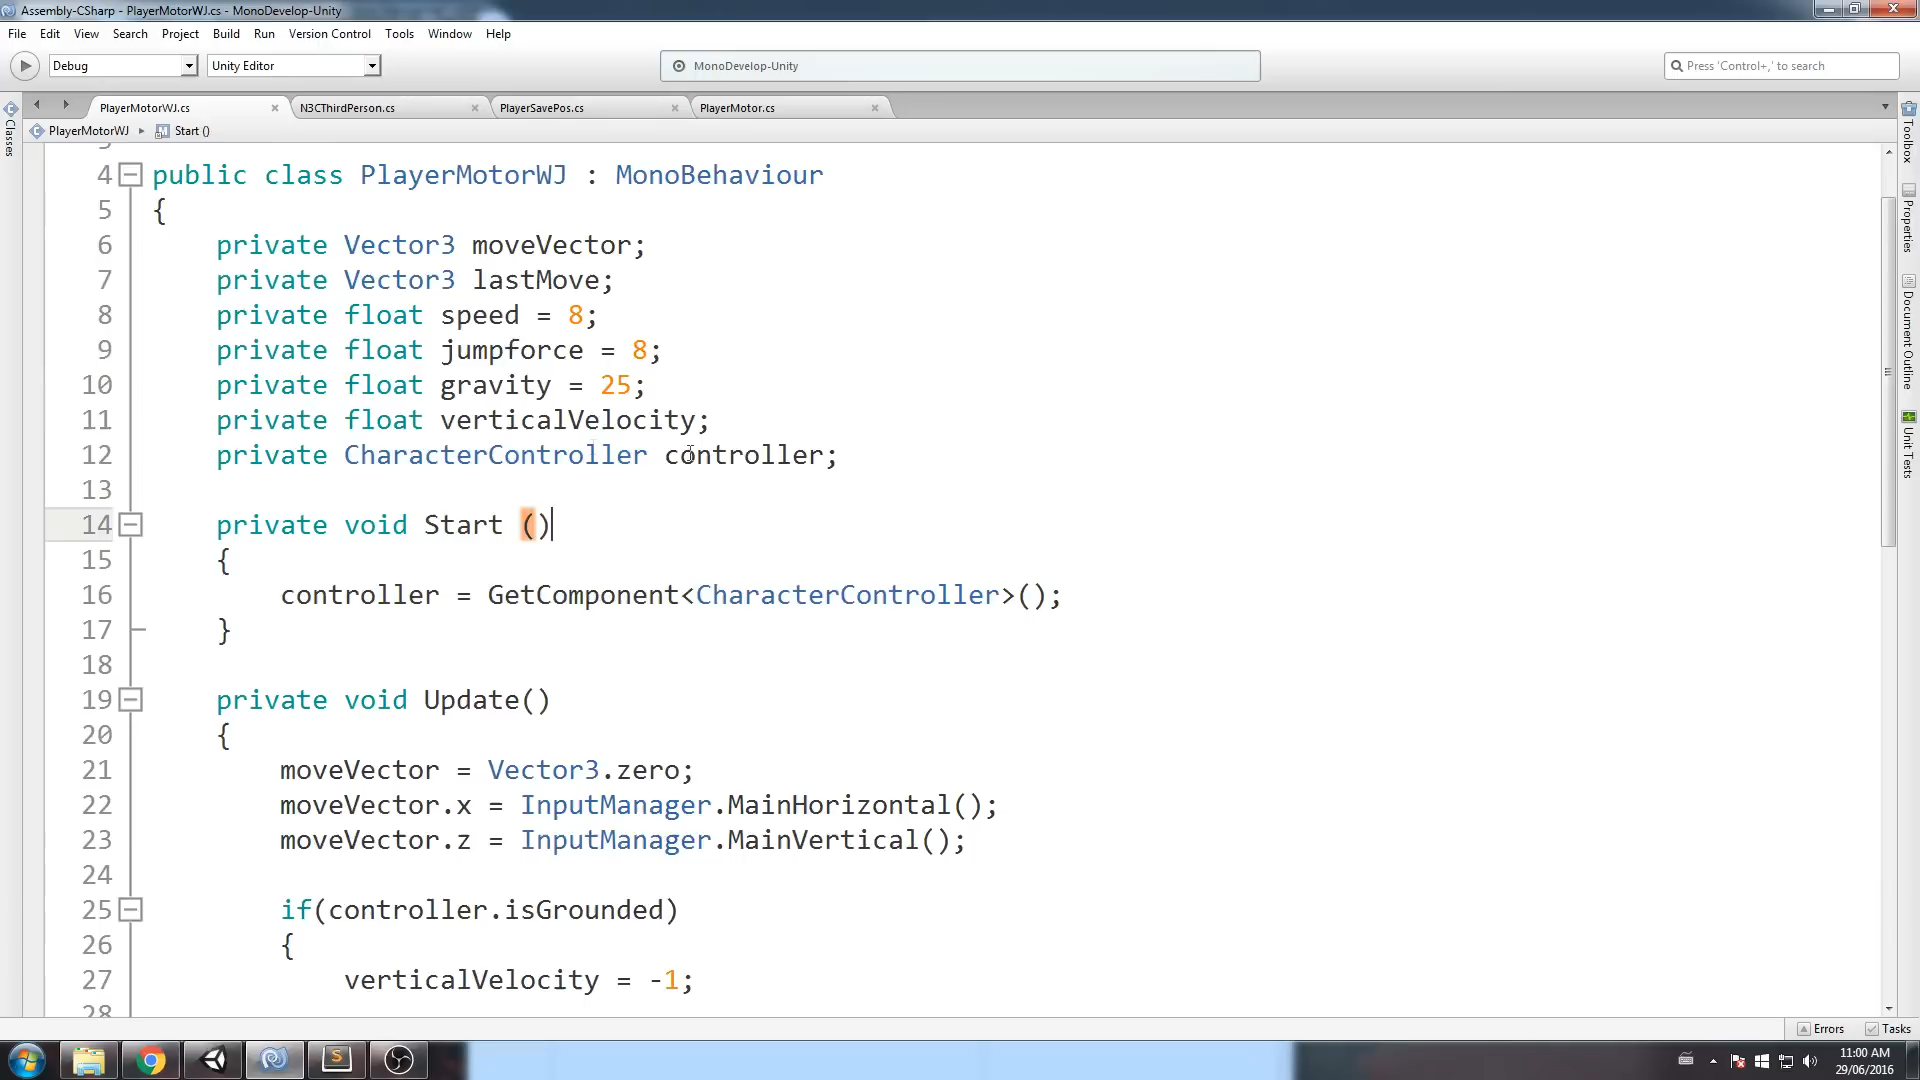 Assembly-CSharp - PlayerMotorWJ.cs - MonoDevelop-Unity
File Edit View Search Project Build Run Version Control Tools Window Help
Debug Unity Editor MonoDevelop-Unity Press 'Control+,' to search
PlayerMotorWJ.cs N3CThirdPerson.cs PlayerSavePos.cs PlayerMotor.cs
PlayerMotorWJ Start ()
Classes
Toolbox
Properties
Document Outline
Unit Tests
3
4 public class PlayerMotorWJ : MonoBehaviour
5 {
6 private Vector3 moveVector;
7 private Vector3 lastMove;
8 private float speed = 8;
9 private float jumpforce = 8;
10 private float gravity = 25;
11 private float verticalVelocity;
12 private CharacterController controller;
13
14 private void Start ()
15 {
16 controller = GetComponent<CharacterController>();
17 }
18
19 private void Update()
20 {
21 moveVector = Vector3.zero;
22 moveVector.x = InputManager.MainHorizontal();
23 moveVector.z = InputManager.MainVertical();
24
25 if(controller.isGrounded)
26 {
27 verticalVelocity = -1;
28
Errors Tasks
11:00 AM
29/06/2016